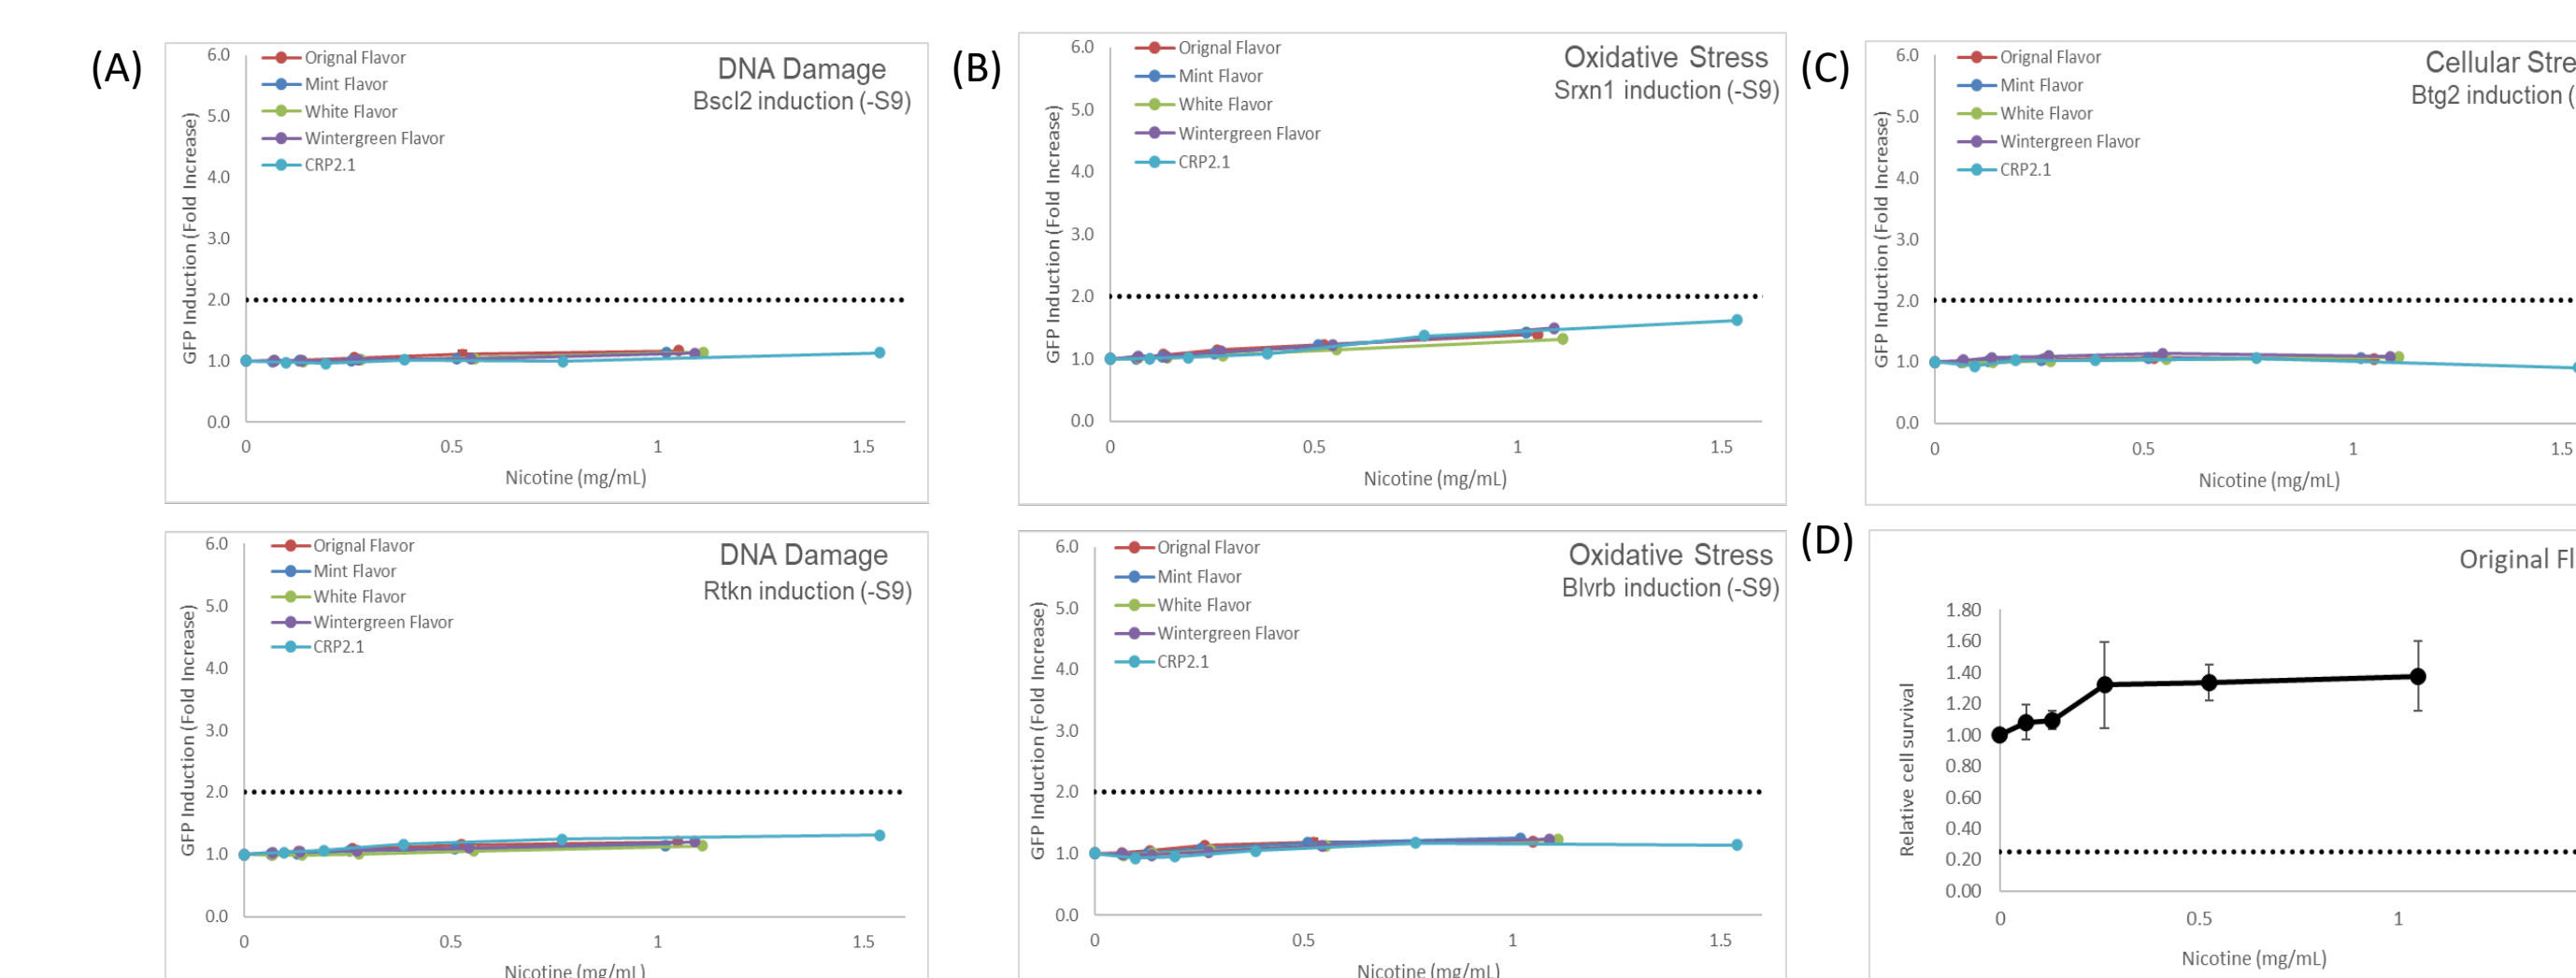 (A)
DNA Damage
Bscl2 induction (-S9)
Orignal Flavor
Mint Flavor
White Flavor
Wintergreen Flavor
CRP2.1
GFP Induction (Fold Increase)
6.0
5.0
4.0
3.0
2.0
1.0
0.0
0 0.5 1 1.5
Nicotine (mg/mL)
(B)
Oxidative Stress
Srxn1 induction (-S9)
Orignal Flavor
Mint Flavor
White Flavor
Wintergreen Flavor
CRP2.1
GFP Induction (Fold Increase)
6.0
5.0
4.0
3.0
2.0
1.0
0.0
0 0.5 1 1.5
Nicotine (mg/mL)
(C)
Cellular Stre
Btg2 induction (
Orignal Flavor
Mint Flavor
White Flavor
Wintergreen Flavor
CRP2.1
GFP Induction (Fold Increase)
6.0
5.0
4.0
3.0
2.0
1.0
0.0
0 0.5 1 1.5
Nicotine (mg/mL)
DNA Damage
Rtkn induction (-S9)
Orignal Flavor
Mint Flavor
White Flavor
Wintergreen Flavor
CRP2.1
GFP Induction (Fold Increase)
6.0
5.0
4.0
3.0
2.0
1.0
0.0
0 0.5 1 1.5
Nicotine (mg/mL)
Oxidative Stress
Blvrb induction (-S9)
Orignal Flavor
Mint Flavor
White Flavor
Wintergreen Flavor
CRP2.1
GFP Induction (Fold Increase)
6.0
5.0
4.0
3.0
2.0
1.0
0.0
0 0.5 1 1.5
Nicotine (mg/mL)
(D)
Original Fl
Relative cell survival
1.80
1.60
1.40
1.20
1.00
0.80
0.60
0.40
0.20
0.00
0 0.5 1
Nicotine (mg/mL)